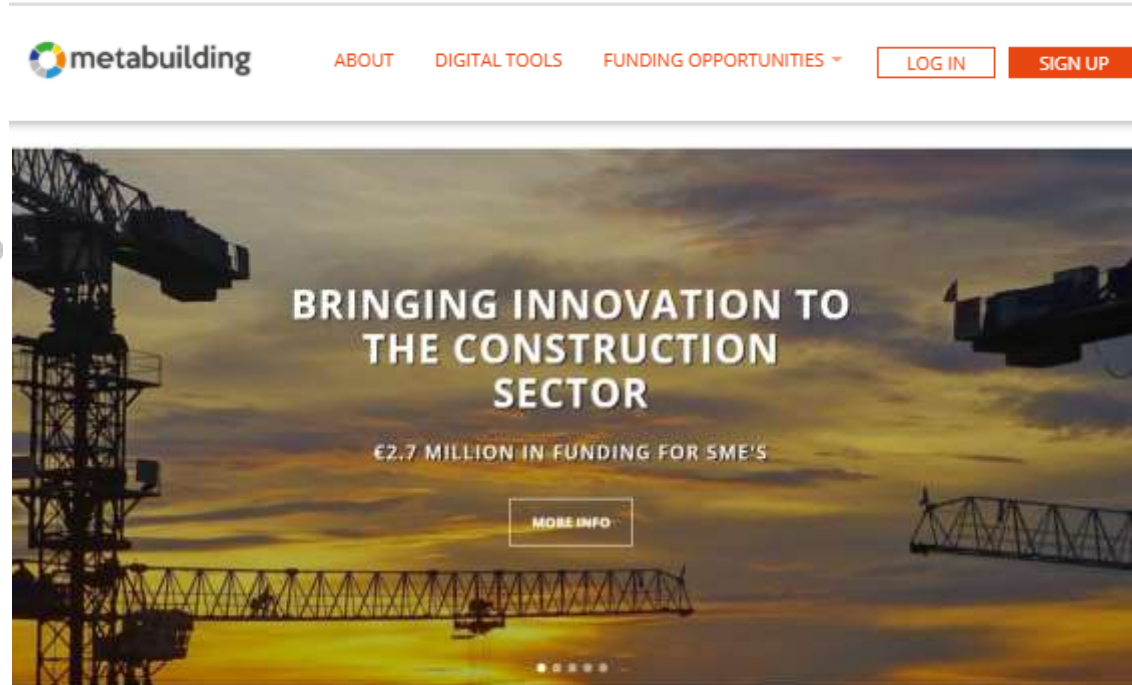 metabuilding
ABOUT DIGITAL TOOLS FUNDING OPPORTUNITIES LOG IN SIGN UP
BRINGING INNOVATION TO
THE CONSTRUCTION
SECTOR
€2.7 MILLION IN FUNDING FOR SME'S
MORE INFO